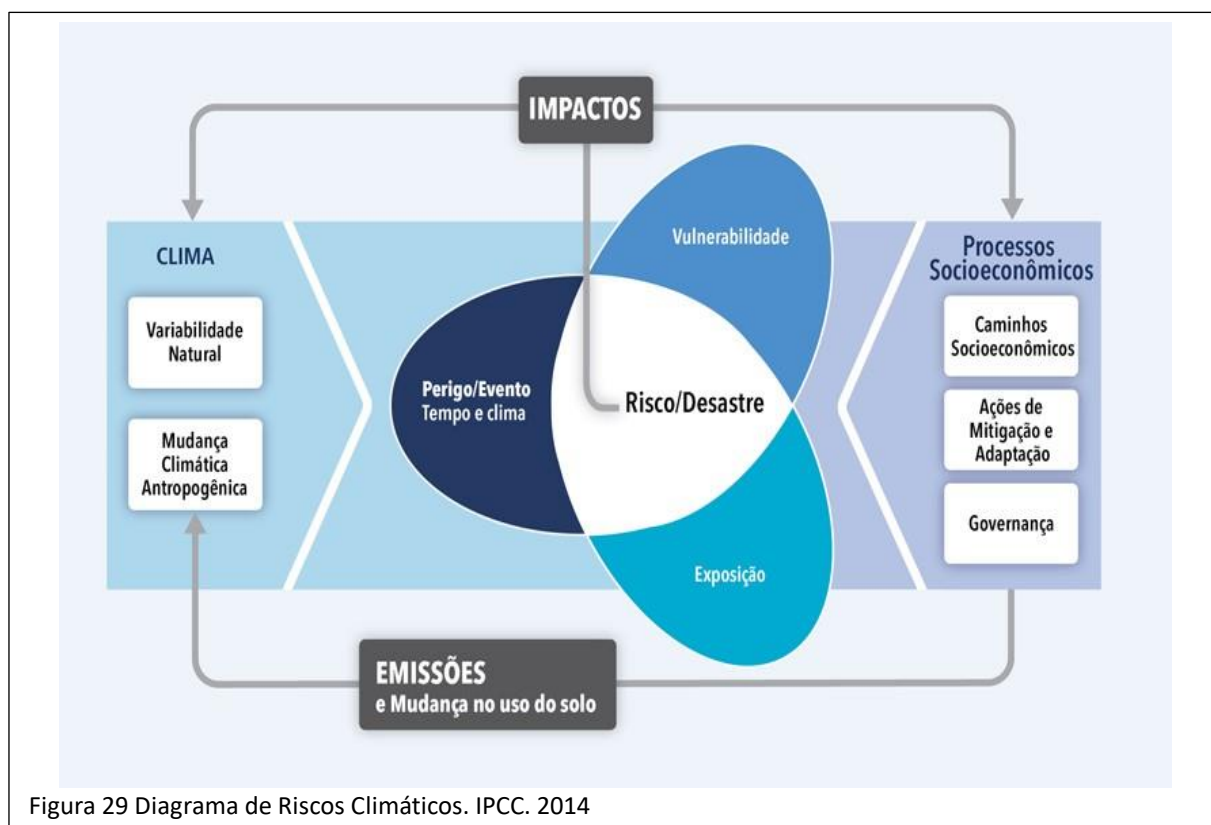 IMPACTOS
CLIMA
Variabilidade
Natural
Mudança
Climática
Antropogênica
Perigo/Evento
Tempo e clima
Vulnerabilidade
Risco/Desastre
Exposição
Processos
Socioeconômicos
Caminhos
Socioeconômicos
Ações de
Mitigação e
Adaptação
Governança
EMISSÕES
e Mudança no uso do solo
Figura 29 Diagrama de Riscos Climáticos. IPCC. 2014